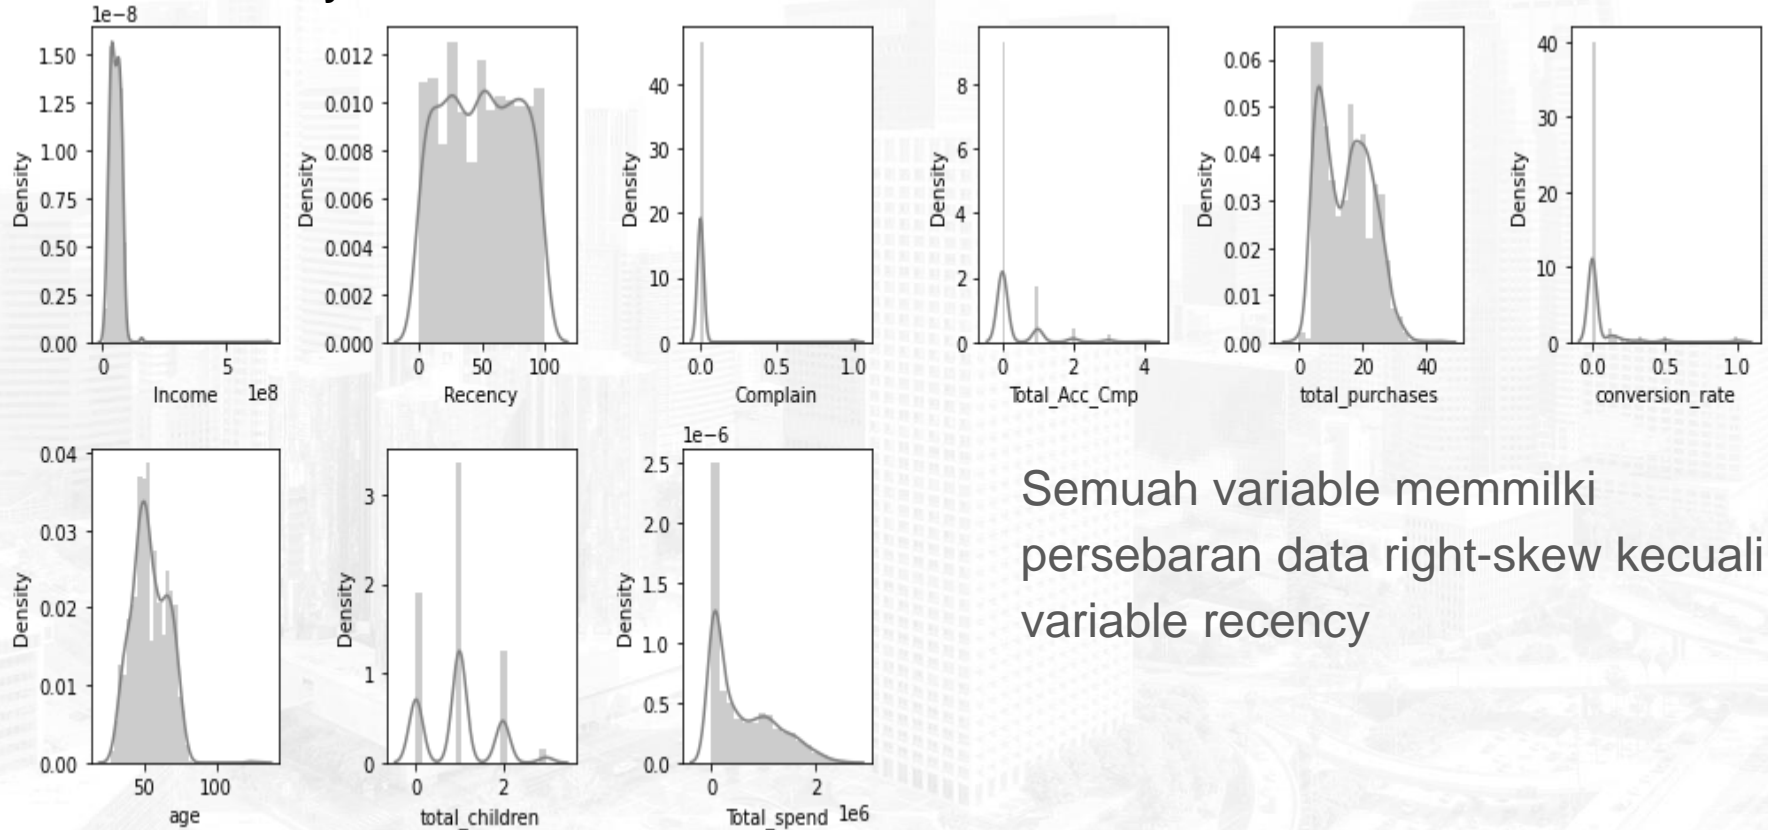 1e−8
1.50
1.25
1.00
0.75
0.50
0.25
0.00
Density
0 5
Income 1e8
0.012
0.010
0.008
0.006
0.004
0.002
0.000
Density
0 50 100
Recency
40
30
20
10
0
Density
0.0 0.5 1.0
Complain
8
6
4
2
0
Density
0 2 4
Total_Acc_Cmp
0.06
0.05
0.04
0.03
0.02
0.01
0.00
Density
0 20 40
total_purchases
40
30
20
10
0
Density
0.0 0.5 1.0
conversion_rate
0.04
0.03
0.02
0.01
0.00
Density
50 100
age
3
2
1
0
Density
0 2
total_children
1e−6
2.5
2.0
1.5
1.0
0.5
0.0
Density
0 2
Total_spend 1e6
Semuah variable memmilki
persebaran data right-skew kecuali
variable recency